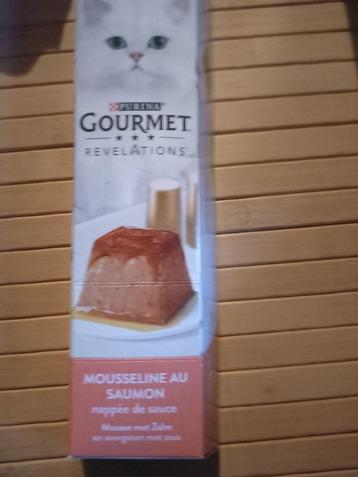 PURINA
GOURMET
REVELATIONS
MOUSSELINE AU
SAUMON
nappée de sauce
Mousse met Zalm
en overgoten met saus